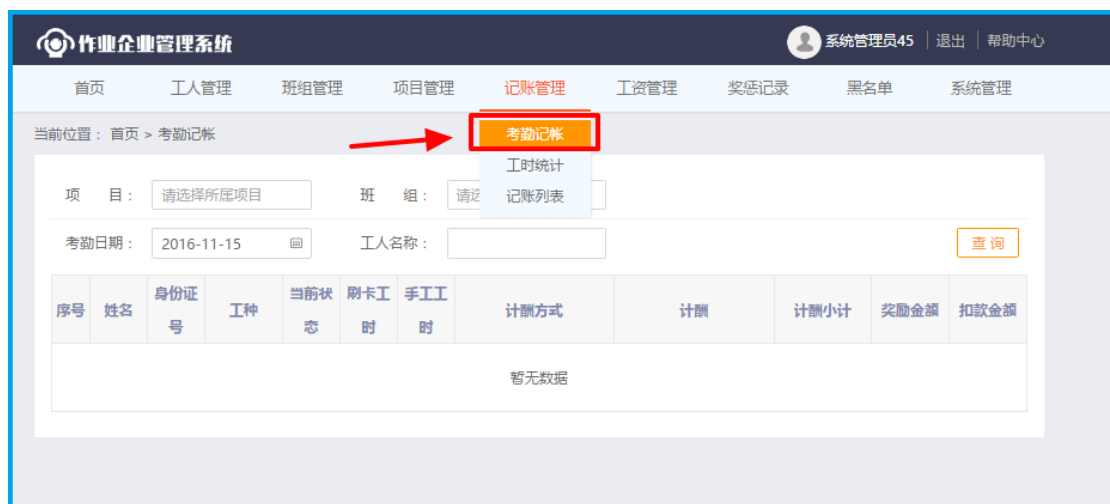 作业企业管理系统 系统管理员45 | 退出 | 帮助中心
首页 工人管理 班组管理 项目管理 记账管理 工资管理 奖惩记录 黑名单 系统管理
当前位置： 首页 > 考勤记帐 考勤记帐
工时统计
项 目： 请选择所属项目 班 组： 请选 记账列表
考勤日期： 2016-11-15 工人名称： 查 询
序号 姓名 身份证号 工种 当前状态 刷卡工时 手工工时 计酬方式 计酬 计酬小计 奖励金额 扣款金额
暂无数据